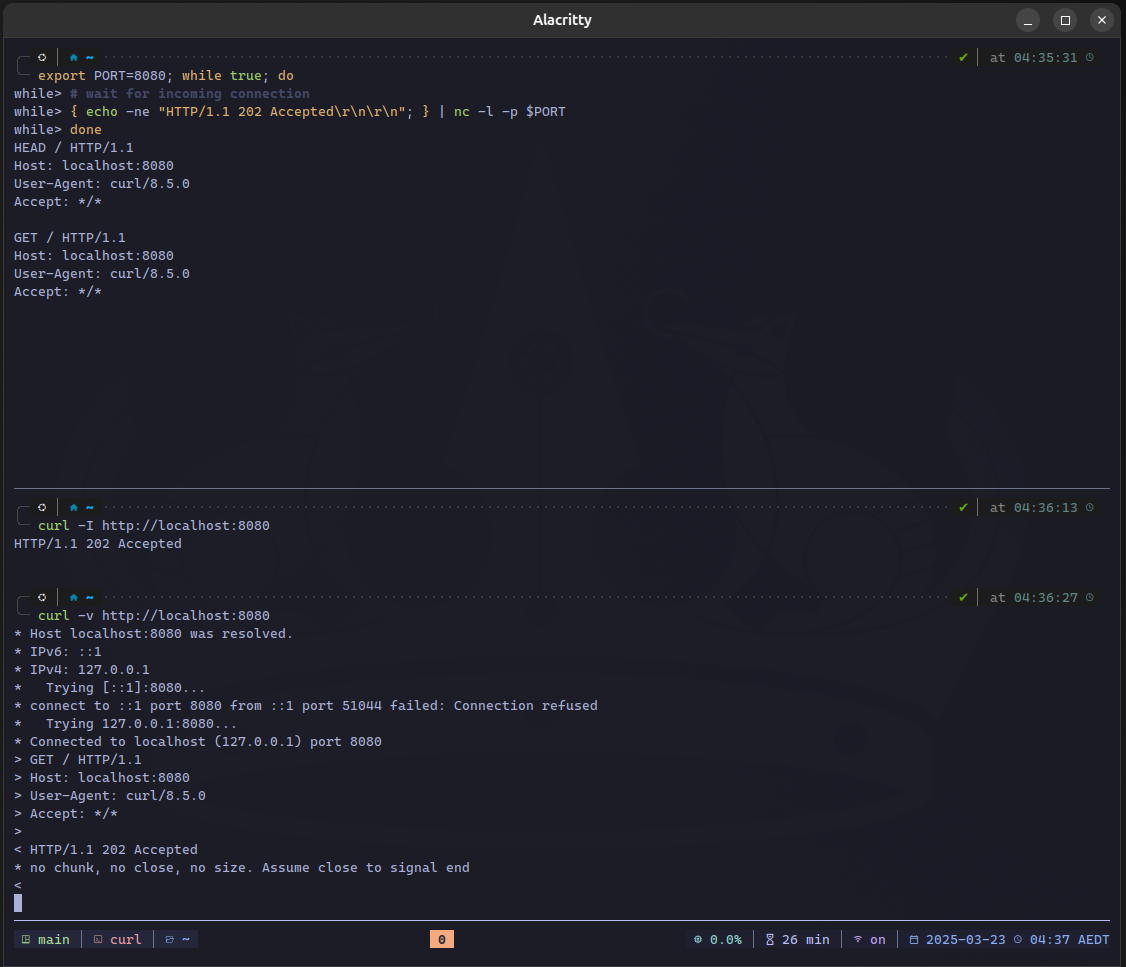 Alacritty
~ at 04:35:31
export PORT=8080; while true; do
while> # wait for incoming connection
while> { echo -ne "HTTP/1.1 202 Accepted\r\n\r\n"; } | nc -l -p $PORT
while> done
HEAD / HTTP/1.1
Host: localhost:8080
User-Agent: curl/8.5.0
Accept: */*
GET / HTTP/1.1
Host: localhost:8080
User-Agent: curl/8.5.0
Accept: */*
~ at 04:36:13
curl -I http://localhost:8080
HTTP/1.1 202 Accepted
~ at 04:36:27
curl -v http://localhost:8080
* Host localhost:8080 was resolved.
* IPv6: ::1
* IPv4: 127.0.0.1
*   Trying [::1]:8080...
* connect to ::1 port 8080 from ::1 port 51044 failed: Connection refused
*   Trying 127.0.0.1:8080...
* Connected to localhost (127.0.0.1) port 8080
> GET / HTTP/1.1
> Host: localhost:8080
> User-Agent: curl/8.5.0
> Accept: */*
>
< HTTP/1.1 202 Accepted
* no chunk, no close, no size. Assume close to signal end
<
main curl ~ 0 0.0% 26 min on 2025-03-23 04:37 AEDT